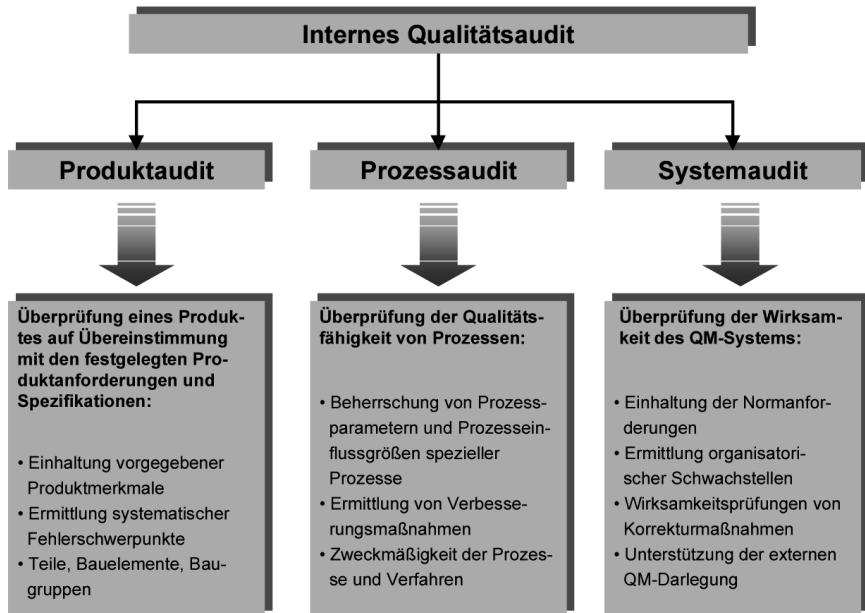 Internes Qualitätsaudit
Produktaudit
Prozessaudit
Systemaudit
Überprüfung eines Produk-
tes auf Übereinstimmung
mit den festgelegten Pro-
duktanforderungen und
Spezifikationen:
• Einhaltung vorgegebener
Produktmerkmale
• Ermittlung systematischer
Fehlerschwerpunkte
• Teile, Bauelemente, Bau-
gruppen
Überprüfung der Qualitäts-
fähigkeit von Prozessen:
• Beherrschung von Prozess-
parametern und Prozessein-
flussgrößen spezieller
Prozesse
• Ermittlung von Verbesse-
rungsmaßnahmen
• Zweckmäßigkeit der Prozes-
se und Verfahren
Überprüfung der Wirksam-
keit des QM-Systems:
• Einhaltung der Normanfor-
derungen
• Ermittlung organisatori-
scher Schwachstellen
• Wirksamkeitsprüfungen von
Korrekturmaßnahmen
• Unterstützung der externen
QM-Darlegung